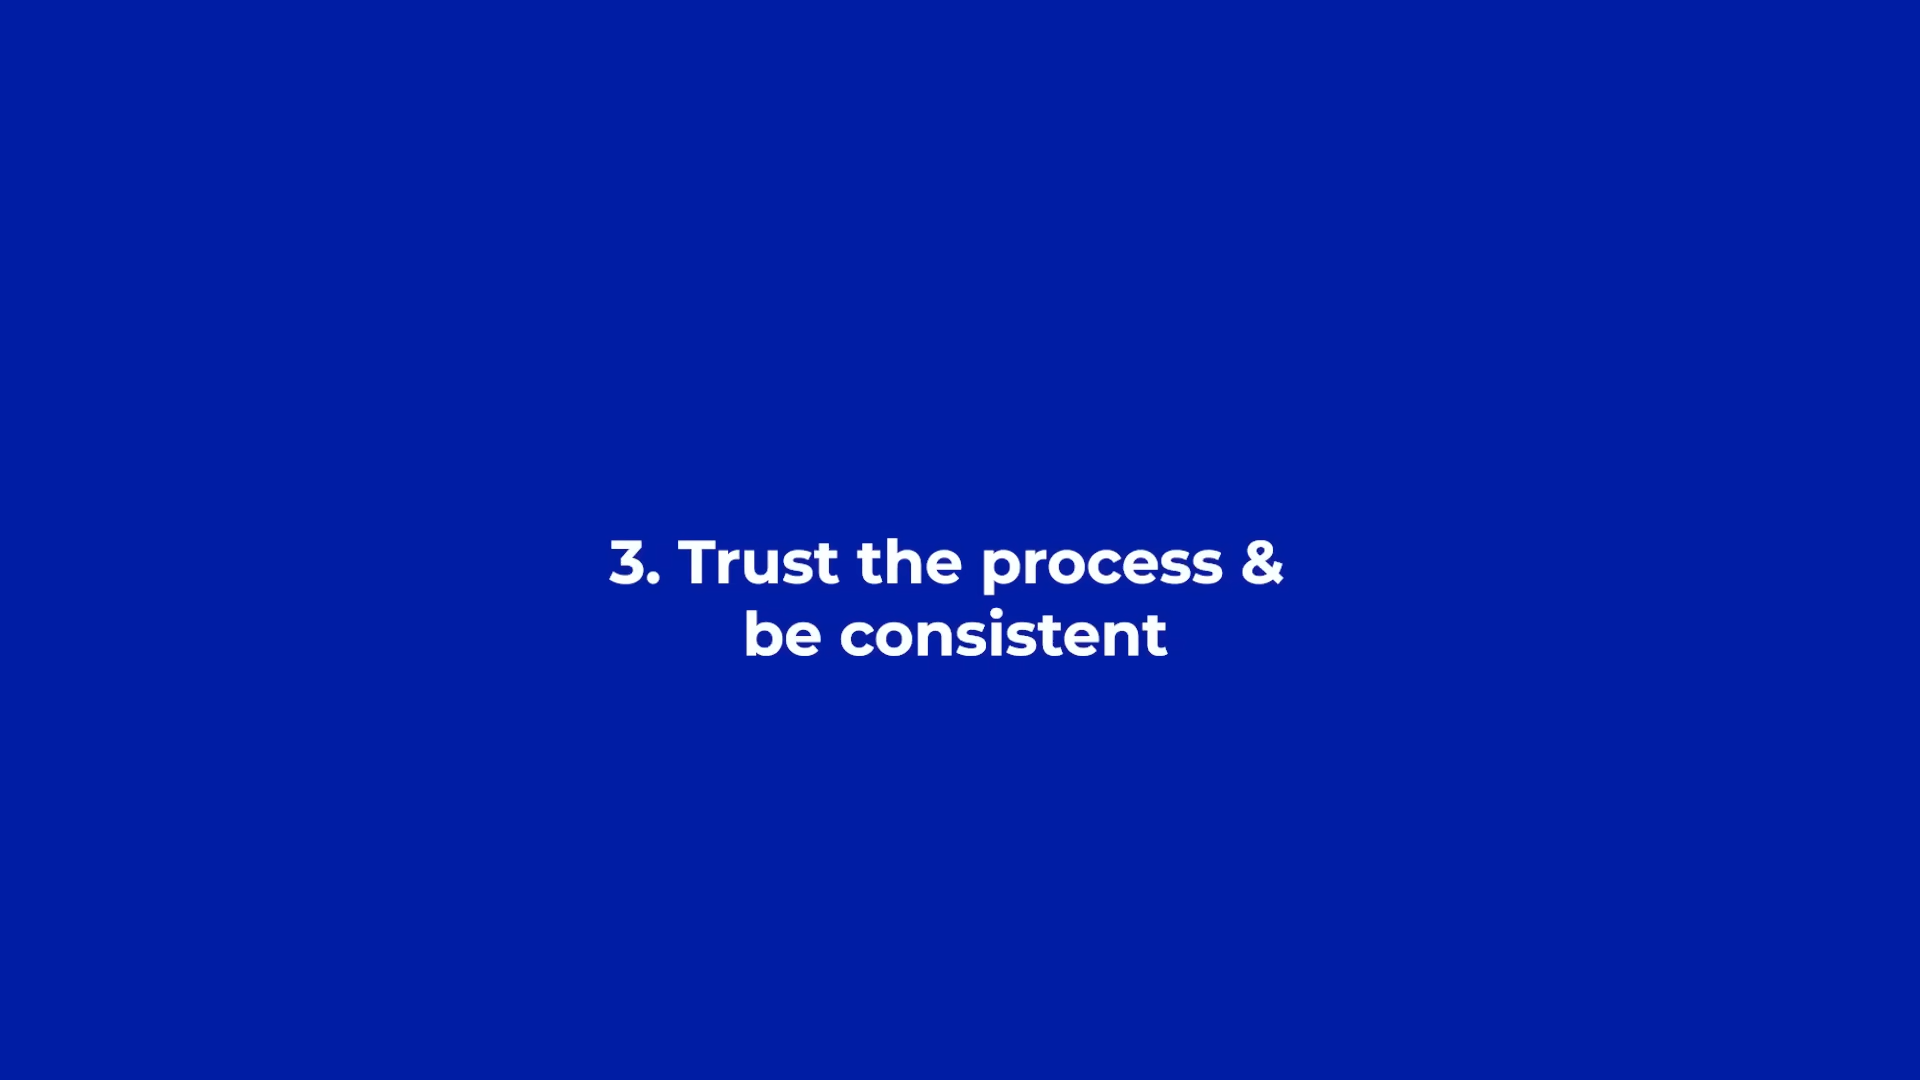 3. Trust the process &
be consistent